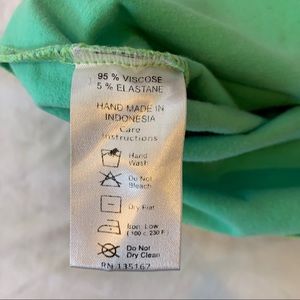 95 % VISCOSE
5 % ELASTANE
HAND MADE IN
INDONESIA
Care
Instructions
Hand
Wash
Do Not
Bleach
Dry Flat
Iron Low
( 100 c. 230 F )
Do Not
Dry Clean
RN 135167